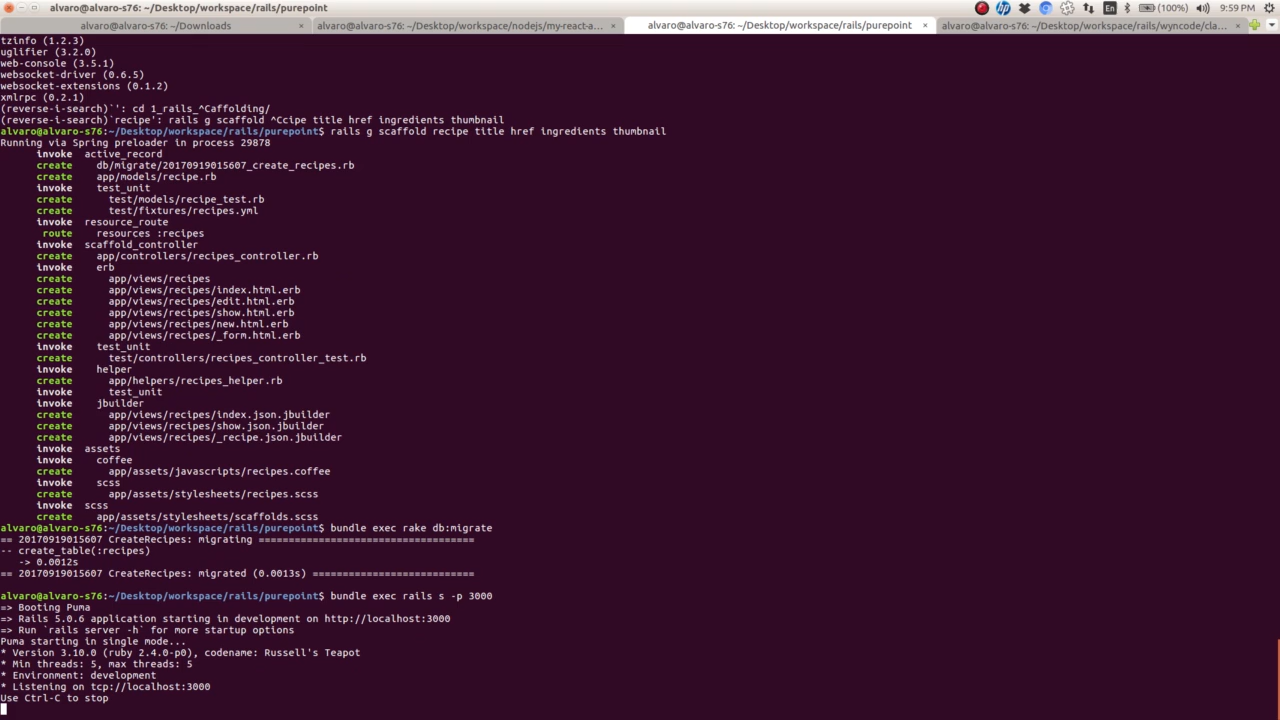 alvaro@alvaro-s76: ~/Desktop/workspace/rails/purepoint
(100%) 9:59 PM
En
alvaro@alvaro-s76: ~/Downloads × alvaro@alvaro-s76: ~/Desktop/workspace/nodejs/my-react-a... × alvaro@alvaro-s76: ~/Desktop/workspace/rails/purepoint × alvaro@alvaro-s76: ~/Desktop/workspace/rails/wyncode/cla... ×
tzinfo (1.2.3)
uglifier (3.2.0)
web-console (3.5.1)
websocket-driver (0.6.5)
websocket-extensions (0.1.2)
xmlrpc (0.2.1)
(reverse-i-search)`': cd 1_rails_^Caffolding/
(reverse-i-search)`recipe': rails g scaffold ^Ccipe title href ingredients thumbnail
alvaro@alvaro-s76:~/Desktop/workspace/rails/purepoint$ rails g scaffold recipe title href ingredients thumbnail
Running via Spring preloader in process 29878
invoke active_record
create db/migrate/20170919015607_create_recipes.rb
create app/models/recipe.rb
invoke test_unit
create test/models/recipe_test.rb
create test/fixtures/recipes.yml
invoke resource_route
route resources :recipes
invoke scaffold_controller
create app/controllers/recipes_controller.rb
invoke erb
create app/views/recipes
create app/views/recipes/index.html.erb
create app/views/recipes/edit.html.erb
create app/views/recipes/show.html.erb
create app/views/recipes/new.html.erb
create app/views/recipes/_form.html.erb
invoke test_unit
create test/controllers/recipes_controller_test.rb
invoke helper
create app/helpers/recipes_helper.rb
invoke test_unit
invoke jbuilder
create app/views/recipes/index.json.jbuilder
create app/views/recipes/show.json.jbuilder
create app/views/recipes/_recipe.json.jbuilder
invoke assets
invoke coffee
create app/assets/javascripts/recipes.coffee
invoke scss
create app/assets/stylesheets/recipes.scss
invoke scss
create app/assets/stylesheets/scaffolds.scss
alvaro@alvaro-s76:~/Desktop/workspace/rails/purepoint$ bundle exec rake db:migrate
== 20170919015607 CreateRecipes: migrating ====================================
-- create_table(:recipes)
-> 0.0012s
== 20170919015607 CreateRecipes: migrated (0.0013s) ===========================
alvaro@alvaro-s76:~/Desktop/workspace/rails/purepoint$ bundle exec rails s -p 3000
=> Booting Puma
=> Rails 5.0.6 application starting in development on http://localhost:3000
=> Run `rails server -h` for more startup options
Puma starting in single mode...
* Version 3.10.0 (ruby 2.4.0-p0), codename: Russell's Teapot
* Min threads: 5, max threads: 5
* Environment: development
* Listening on tcp://localhost:3000
Use Ctrl-C to stop